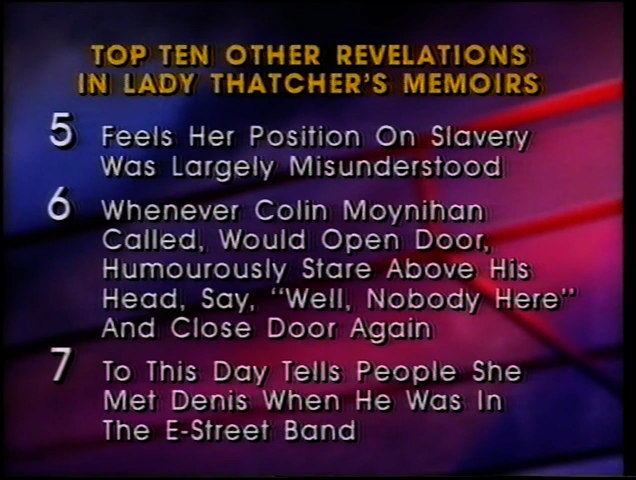 TOP TEN OTHER REVELATIONS
IN LADY THATCHER'S MEMOIRS
5 Feels Her Position On Slavery
Was Largely Misunderstood
6 Whenever Colin Moynihan
Called, Would Open Door,
Humourously Stare Above His
Head, Say, "Well, Nobody Here"
And Close Door Again
7 To This Day Tells People She
Met Denis When He Was In
The E-Street Band